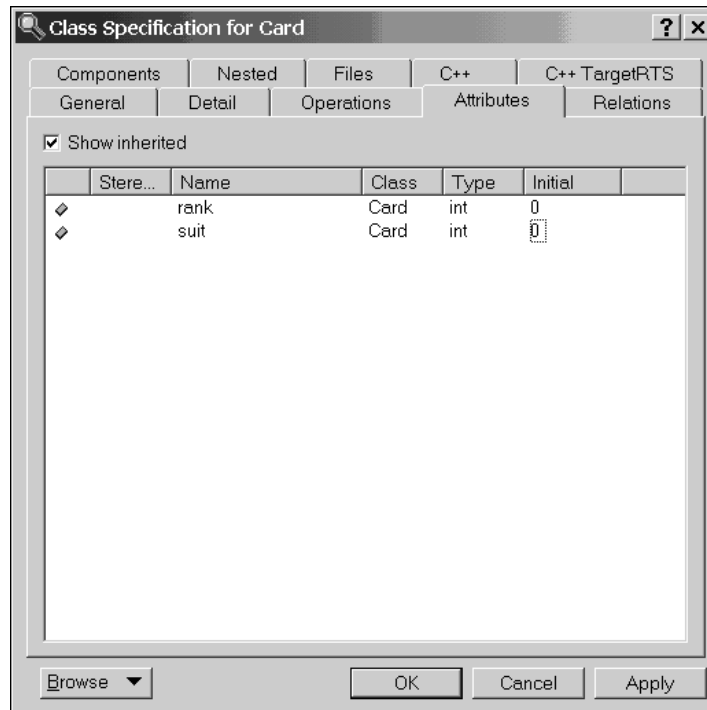 Class Specification for Card ? ×
Components Nested Files C++ C++ TargetRTS
General Detail Operations Attributes Relations
Show inherited
Stere... Name Class Type Initial
rank Card int 0
suit Card int 0
Browse OK Cancel Apply